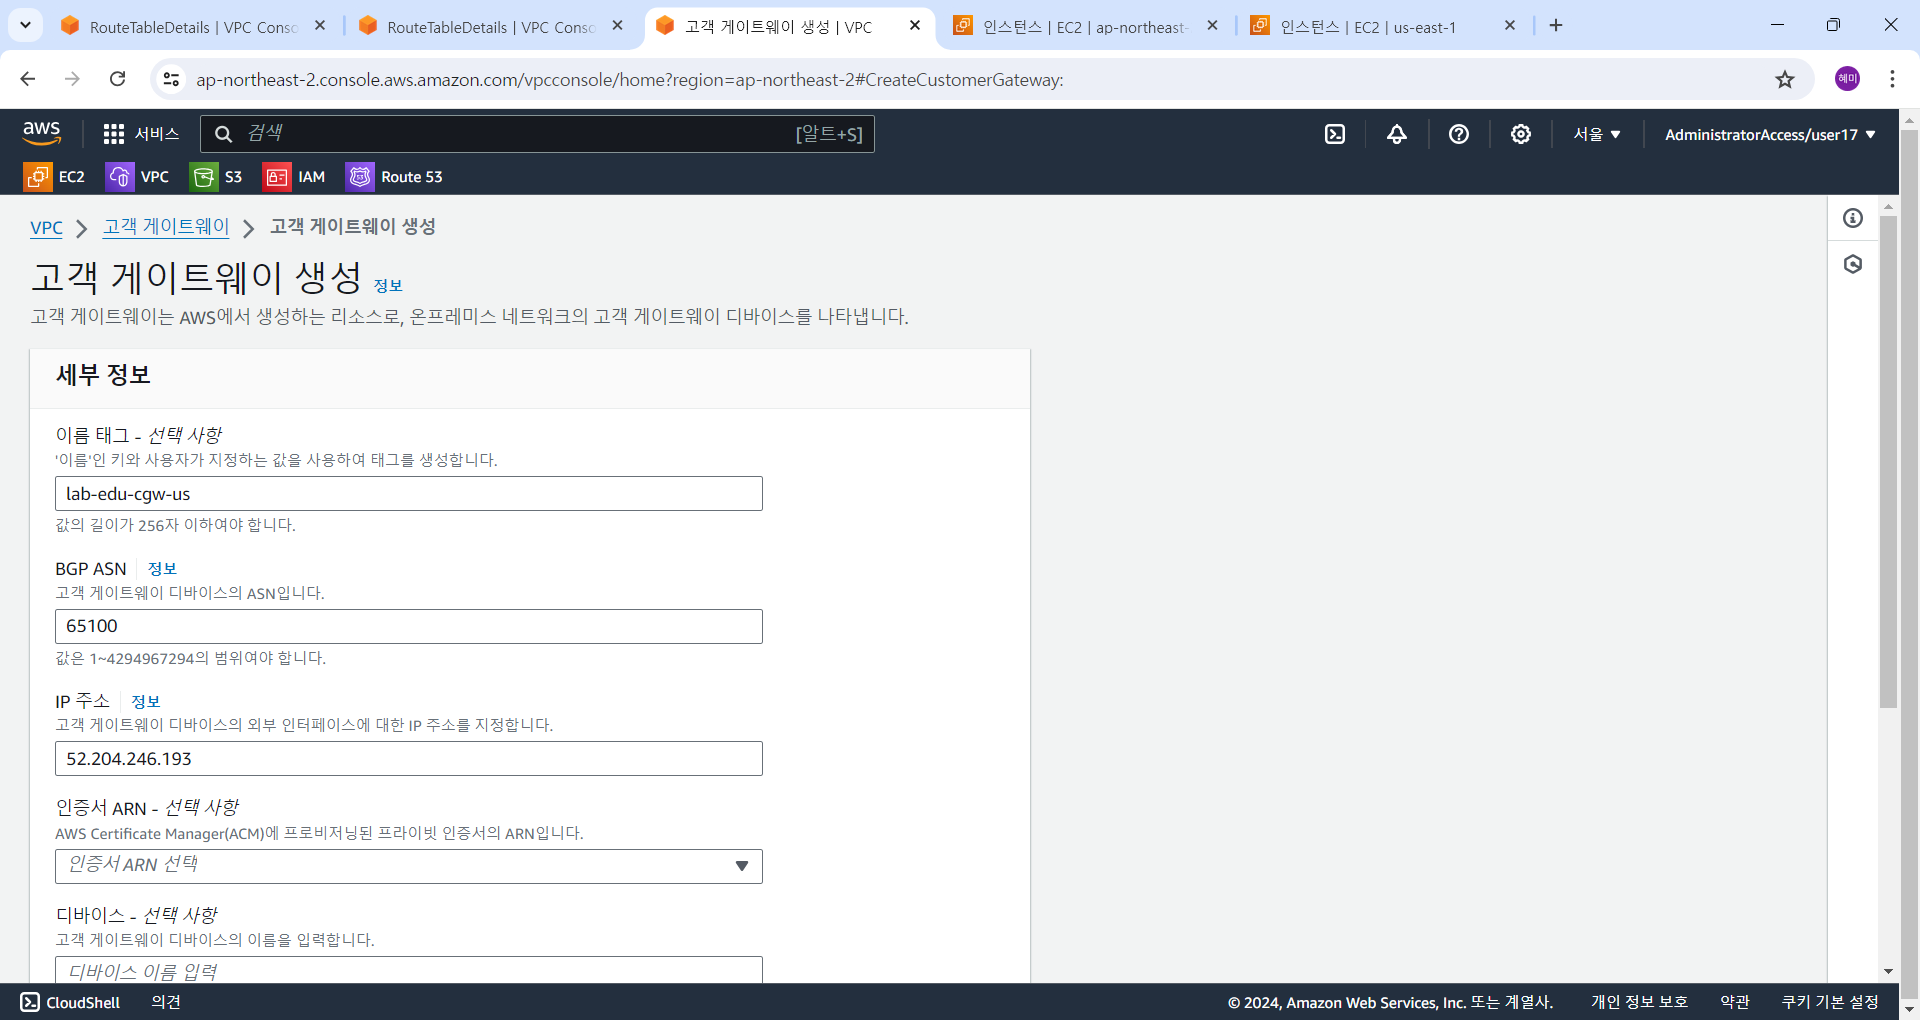 RouteTableDetails | VPC Conso
RouteTableDetails | VPC Conso
고객 게이트웨이 생성 | VPC
인스턴스 | EC2 | ap-northeast-
인스턴스 | EC2 | us-east-1
ap-northeast-2.console.aws.amazon.com/vpcconsole/home?region=ap-northeast-2#CreateCustomerGateway:
혜미
aws
서비스
검색
[알트+S]
서울
AdministratorAccess/user17
EC2
VPC
S3
IAM
Route 53
VPC
고객 게이트웨이
고객 게이트웨이 생성
고객 게이트웨이 생성 정보
고객 게이트웨이는 AWS에서 생성하는 리소스로, 온프레미스 네트워크의 고객 게이트웨이 디바이스를 나타냅니다.
세부 정보
이름 태그 - 선택 사항
'이름'인 키와 사용자가 지정하는 값을 사용하여 태그를 생성합니다.
lab-edu-cgw-us
값의 길이가 256자 이하여야 합니다.
BGP ASN 정보
고객 게이트웨이 디바이스의 ASN입니다.
65100
값은 1~4294967294의 범위여야 합니다.
IP 주소 정보
고객 게이트웨이 디바이스의 외부 인터페이스에 대한 IP 주소를 지정합니다.
52.204.246.193
인증서 ARN - 선택 사항
AWS Certificate Manager(ACM)에 프로비저닝된 프라이빗 인증서의 ARN입니다.
인증서 ARN 선택
디바이스 - 선택 사항
고객 게이트웨이 디바이스의 이름을 입력합니다.
디바이스 이름 입력
CloudShell
의견
© 2024, Amazon Web Services, Inc. 또는 계열사.
개인 정보 보호
약관
쿠키 기본 설정